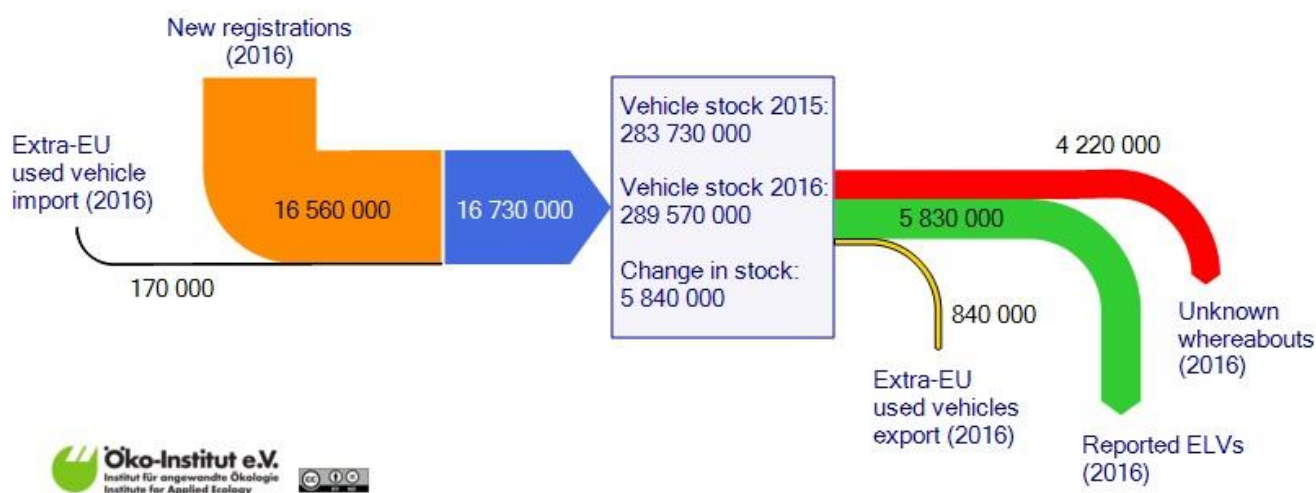 New registrations
(2016)
Extra-EU
used vehicle
import (2016)
16 560 000
170 000
16 730 000
Vehicle stock 2015:
283 730 000
Vehicle stock 2016:
289 570 000
Change in stock:
5 840 000
4 220 000
5 830 000
840 000
Unknown
whereabouts
(2016)
Extra-EU
used vehicles
export (2016)
Reported ELVs
(2016)
Öko-Institut e.V.
Institut für angewandte Ökologie
Institute for Applied Ecology
cc